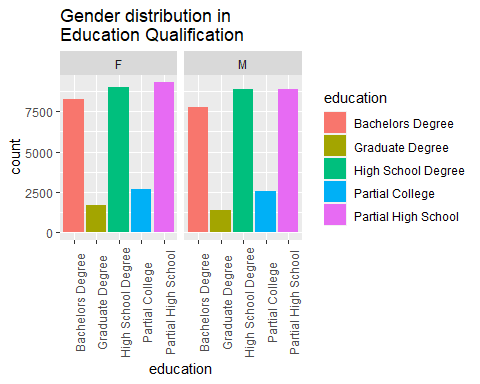 Gender distribution in
Education Qualification
F
M
7500
5000
2500
0
count
Bachelors Degree
Graduate Degree
High School Degree
Partial College
Partial High School
Bachelors Degree
Graduate Degree
High School Degree
Partial College
Partial High School
education
education
Bachelors Degree
Graduate Degree
High School Degree
Partial College
Partial High School